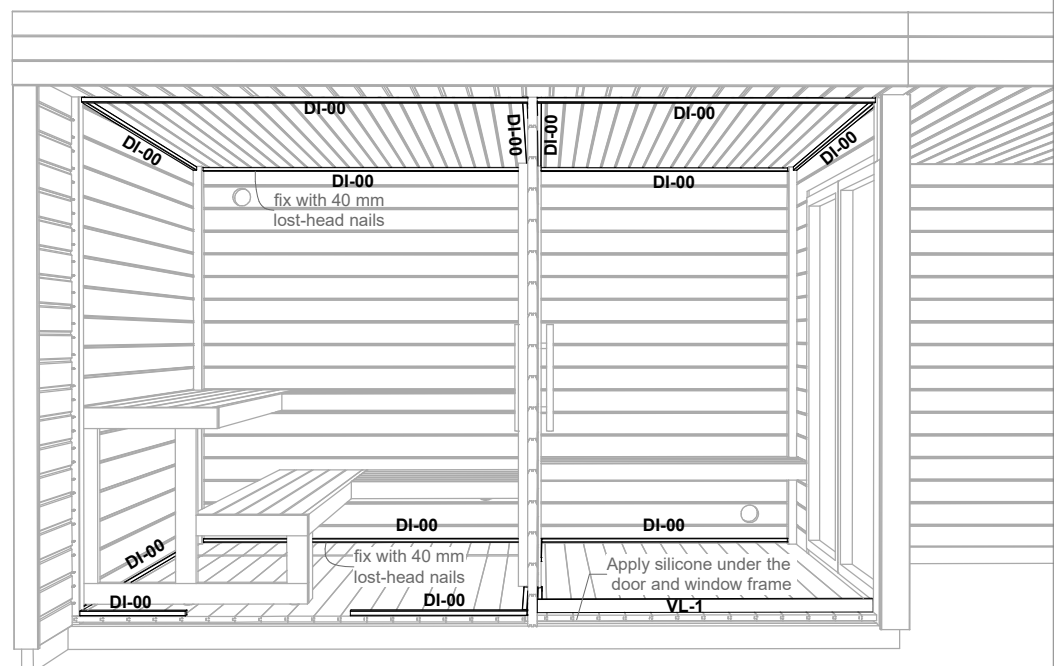 DI-00
DI-00
DI-00
DI-00
DI-00
DI-00
DI-00
DI-00
fix with 40 mm
lost-head nails
DI-00
DI-00
fix with 40 mm
lost-head nails
DI-00
Apply silicone under the
door and window frame
DI-00
DI-00
VL-1